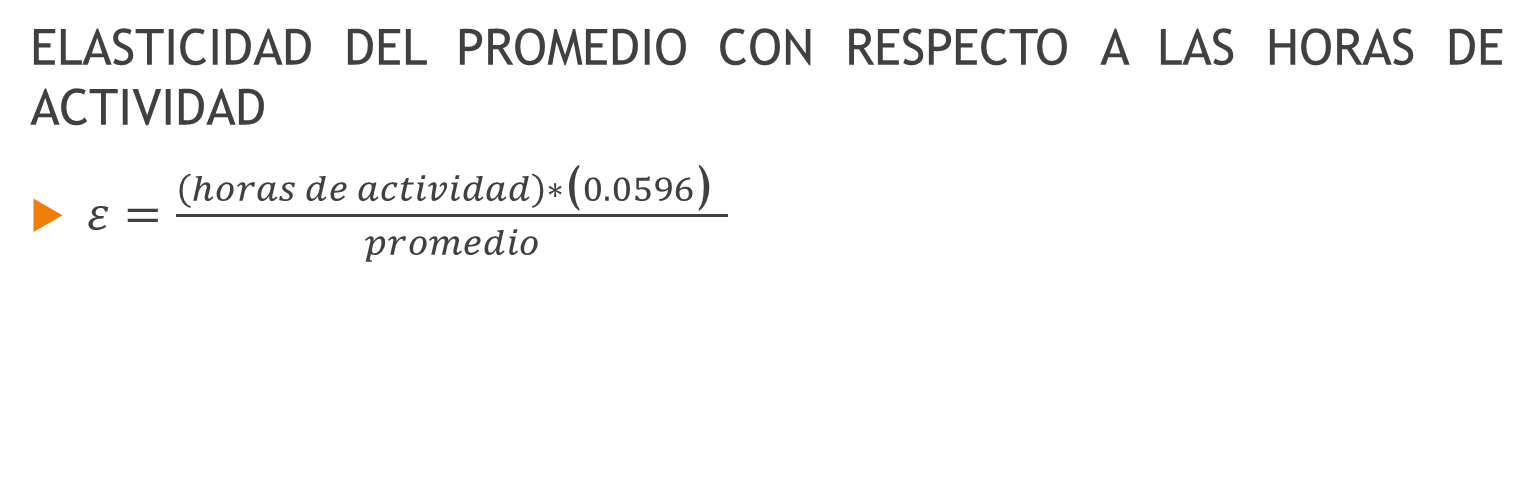 ELASTICIDAD DEL PROMEDIO CON RESPECTO A LAS HORAS DE
ACTIVIDAD
ε = (horas de actividad)*(0.0596)
promedio